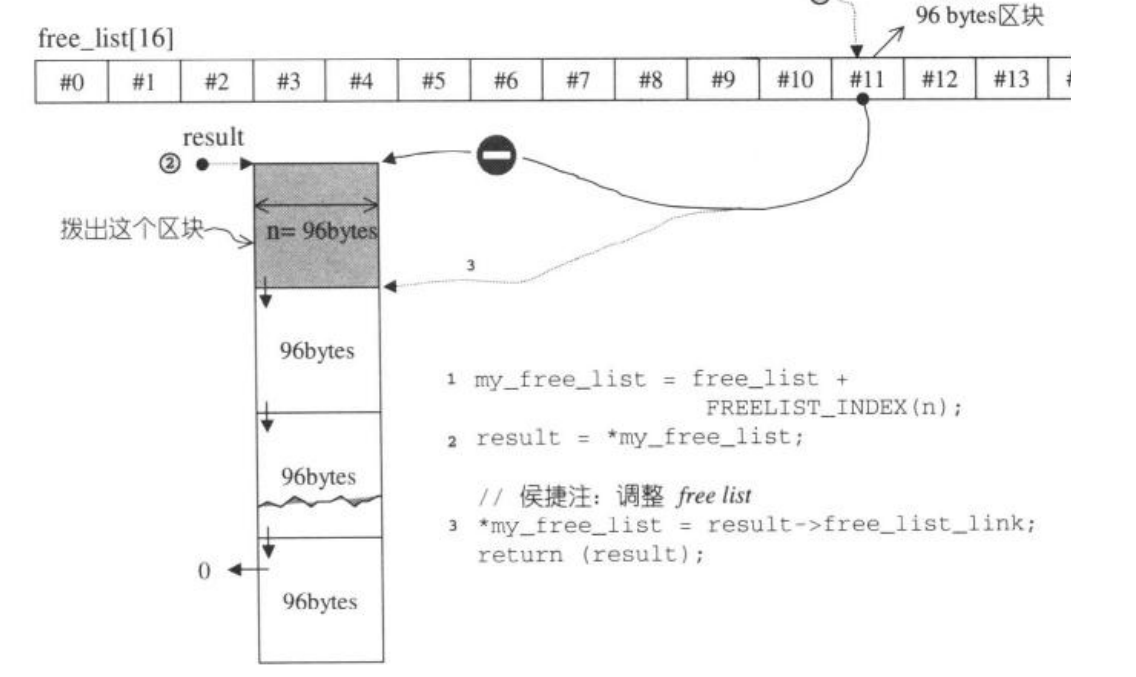 96 bytes区块
free_list[16]
#0 #1 #2 #3 #4 #5 #6 #7 #8 #9 #10 #11 #12 #13
result
②
拨出这个区块
n= 96bytes
3
96bytes
96bytes
0
96bytes
1 my_free_list = free_list +
FREELIST_INDEX(n);
2 result = *my_free_list;
// 侯捷注：调整 free list
3 *my_free_list = result->free_list_link;
return (result);